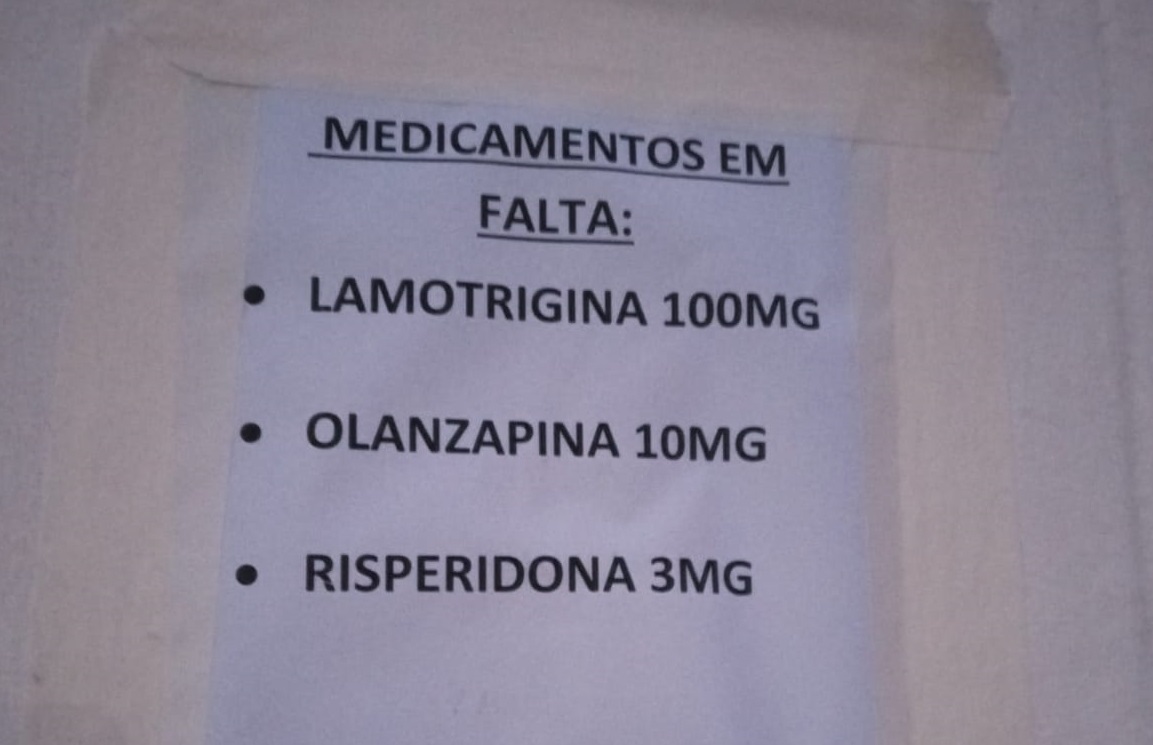 MEDICAMENTOS EM
FALTA:
• LAMOTRIGINA 100MG
• OLANZAPINA 10MG
• RISPERIDONA 3MG